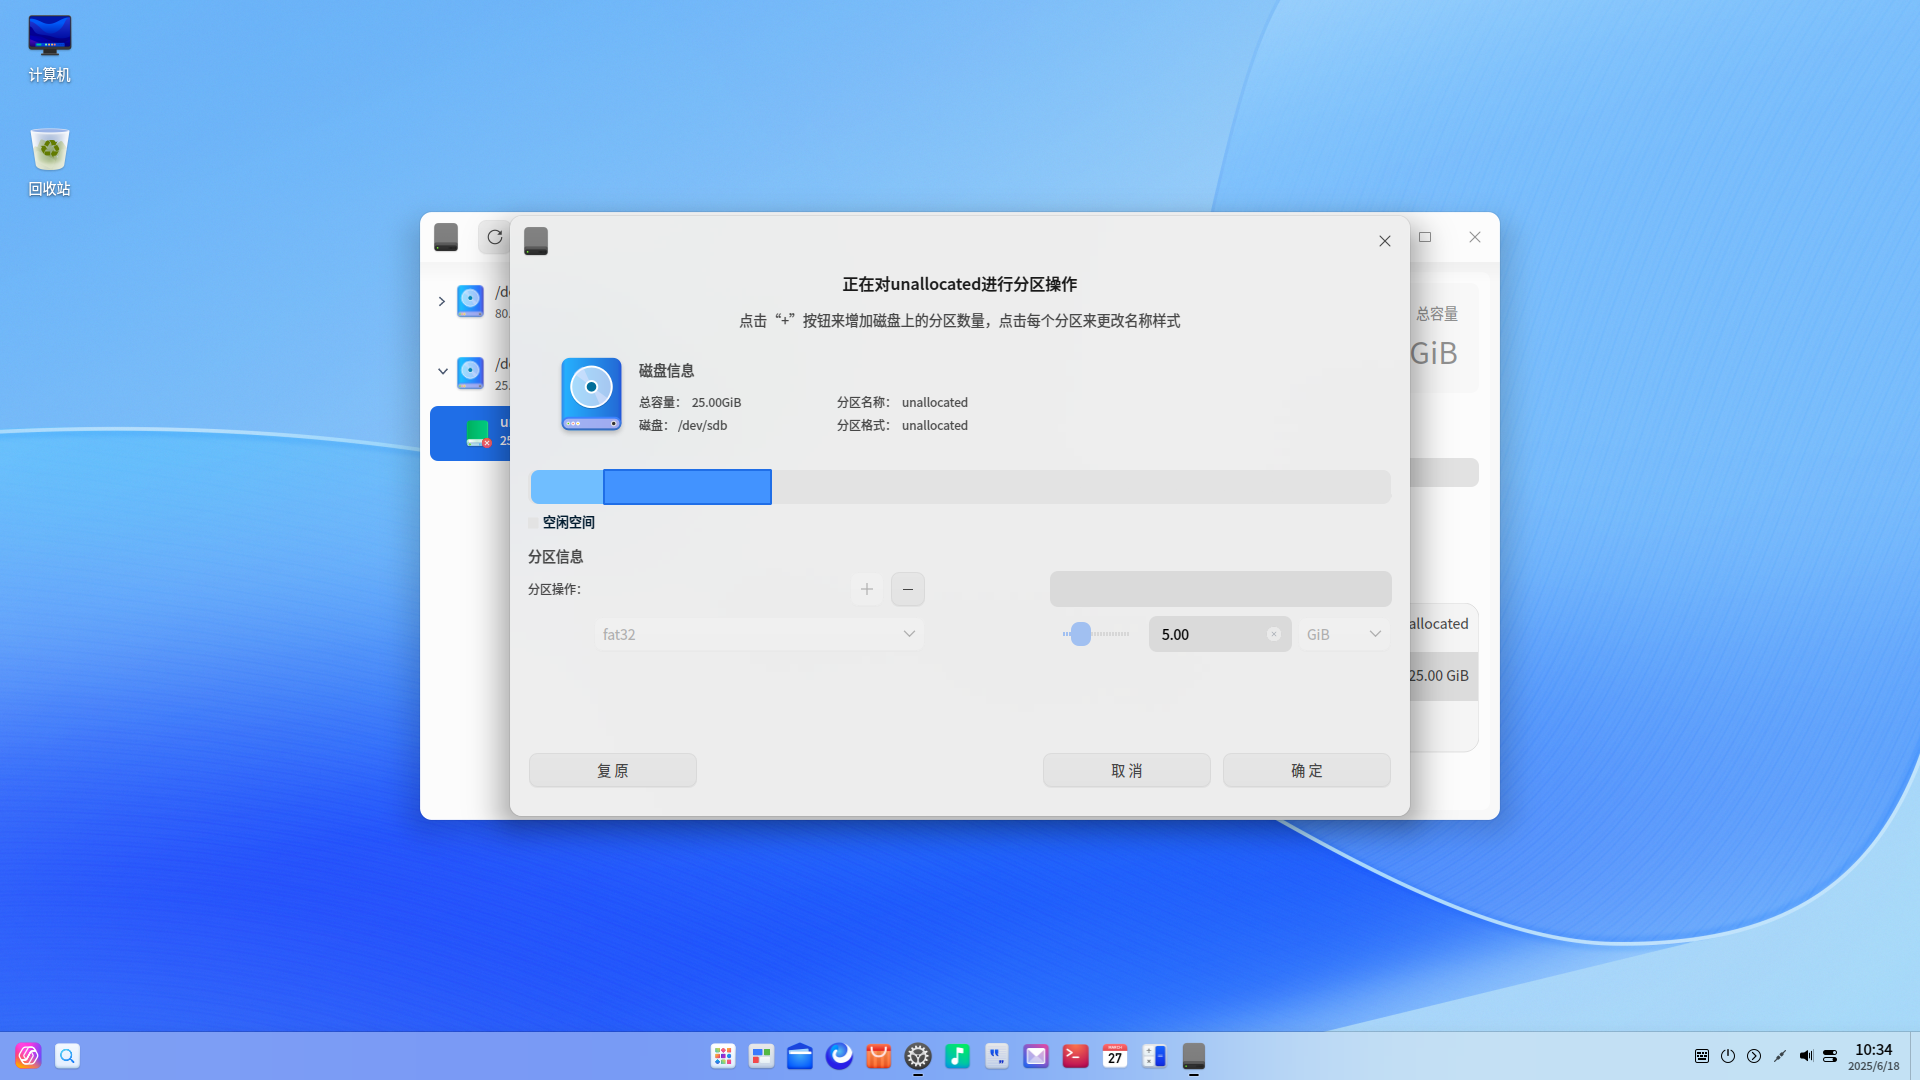 计算机
回收站
80.
25.
25
总容量
GiB
allocated
25.00 GiB
正在对unallocated进行分区操作
点击“+”按钮来增加磁盘上的分区数量，点击每个分区来更改名称样式
磁盘信息
总容量： 25.00GiB 分区名称： unallocated
磁盘： /dev/sdb 分区格式： unallocated
空闲空间
分区信息
分区操作：
fat32 5.00 GiB
复原 取消 确定
MARCH
27
10:34
2025/6/18